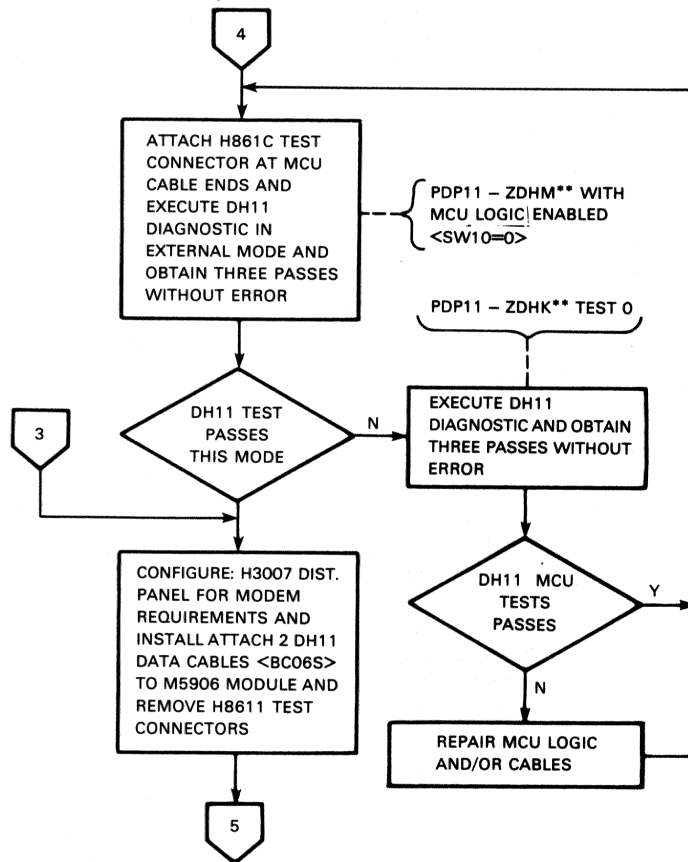 4
ATTACH H861C TEST
CONNECTOR AT MCU
CABLE ENDS AND
EXECUTE DH11
DIAGNOSTIC IN
EXTERNAL MODE AND
OBTAIN THREE PASSES
WITHOUT ERROR
PDP11 – ZDHM** WITH
MCU LOGIC ENABLED
<SW10=0>
PDP11 – ZDHK** TEST 0
DH11 TEST
PASSES
THIS MODE
N
EXECUTE DH11
DIAGNOSTIC AND OBTAIN
THREE PASSES WITHOUT
ERROR
3
CONFIGURE: H3007 DIST.
PANEL FOR MODEM
REQUIREMENTS AND
INSTALL ATTACH 2 DH11
DATA CABLES <BC06S>
TO M5906 MODULE AND
REMOVE H8611 TEST
CONNECTORS
DH11 MCU
TESTS
PASSES
Y
N
REPAIR MCU LOGIC
AND/OR CABLES
5